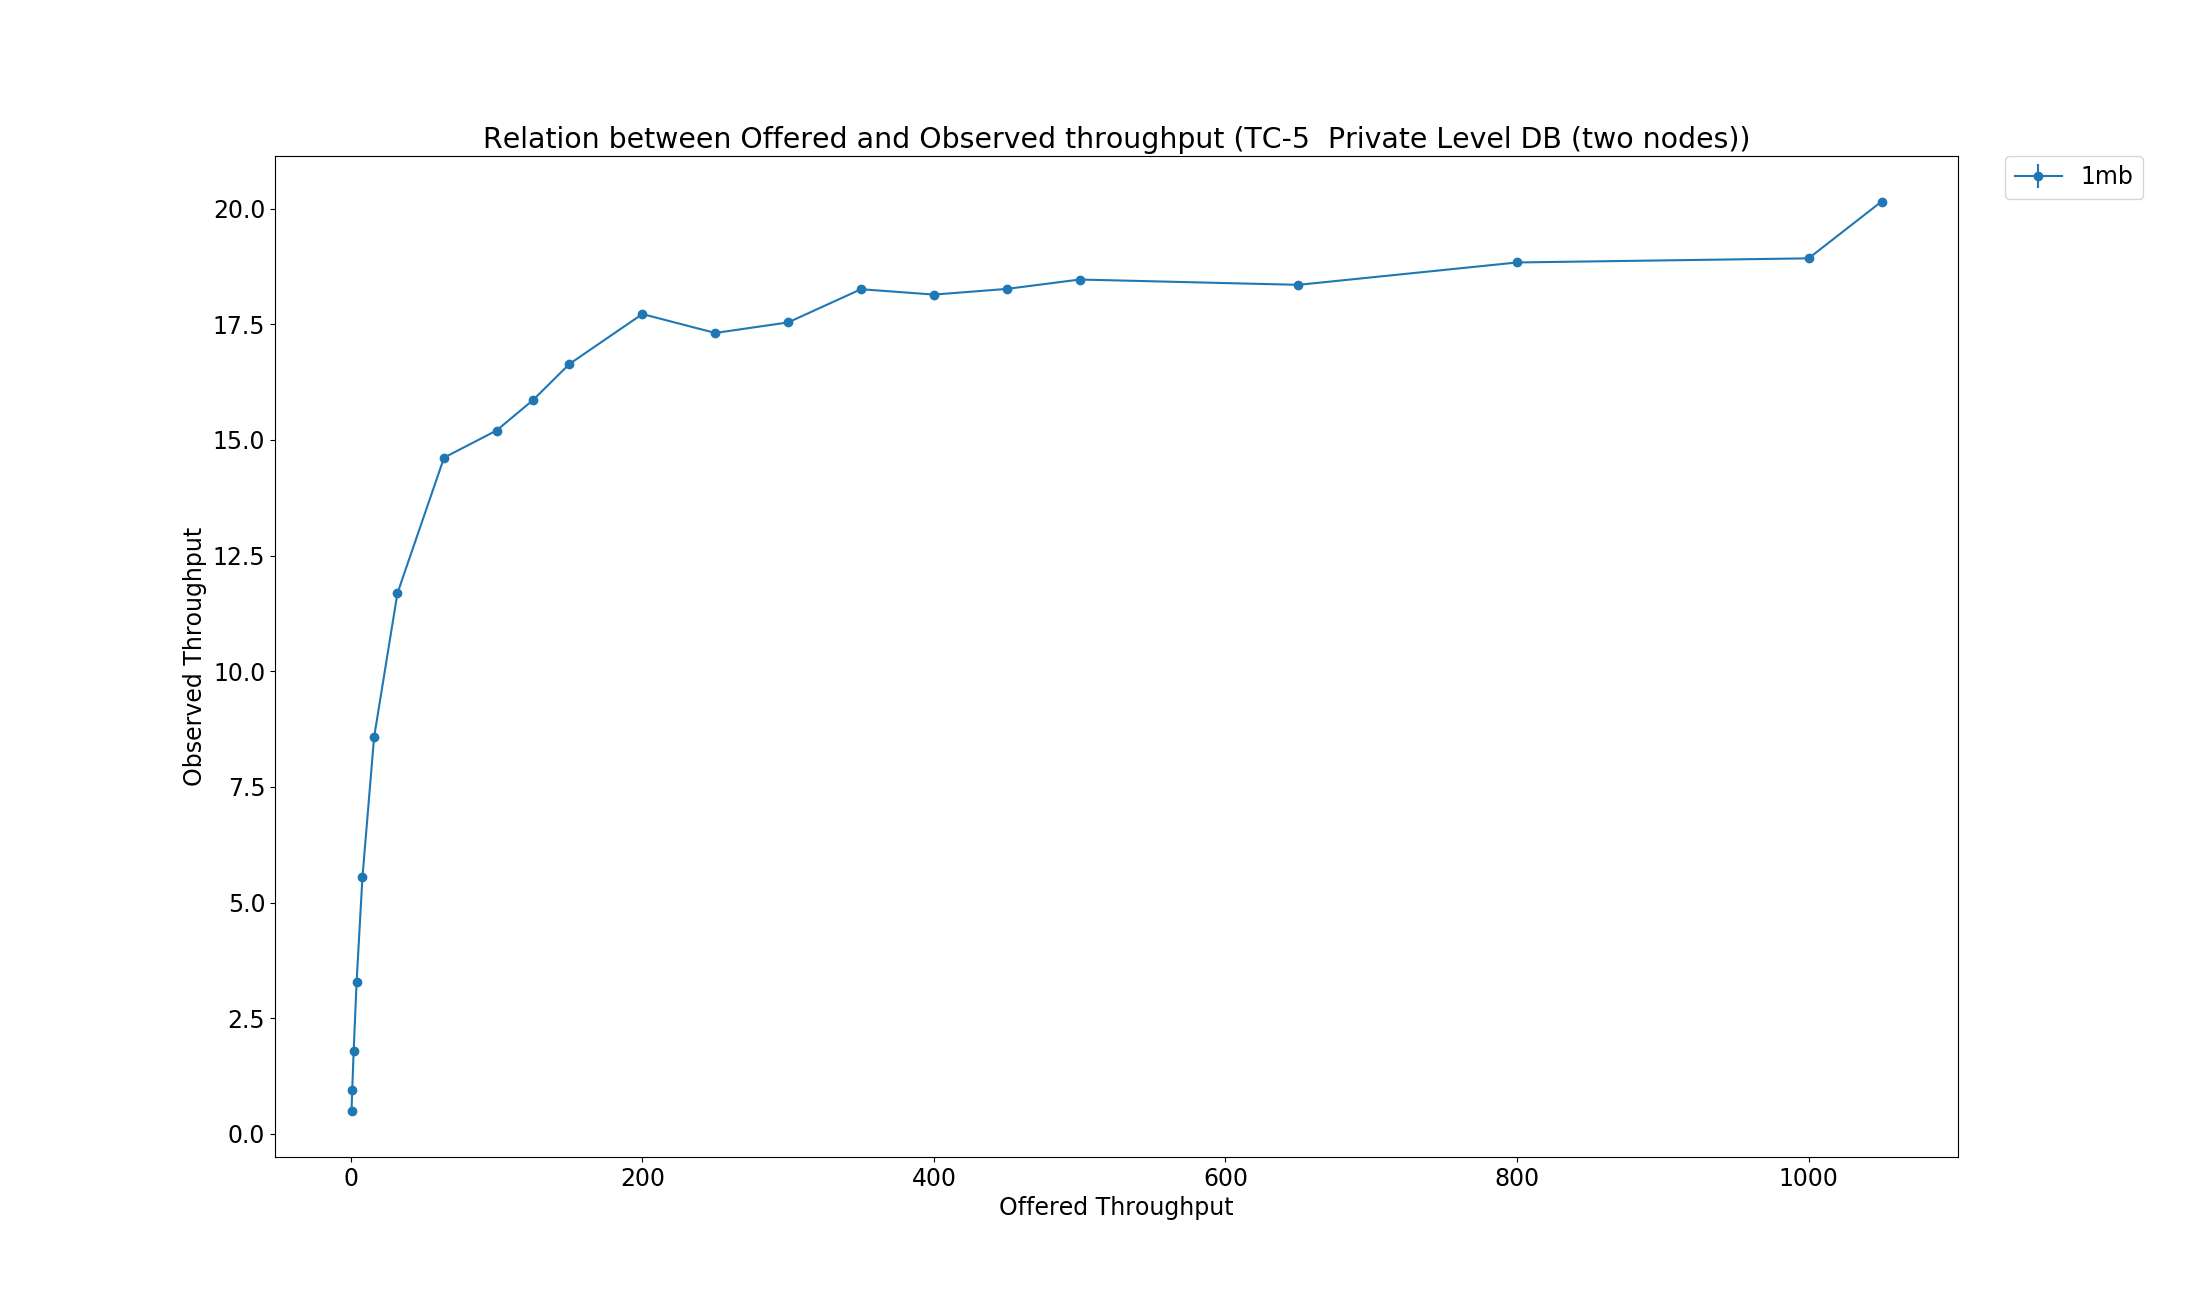 Relation between Offered and Observed throughput (TC-5  Private Level DB (two nodes))
1mb
20.0
17.5
15.0
12.5
10.0
7.5
5.0
2.5
0.0
Observed Throughput
0 200 400 600 800 1000
Offered Throughput